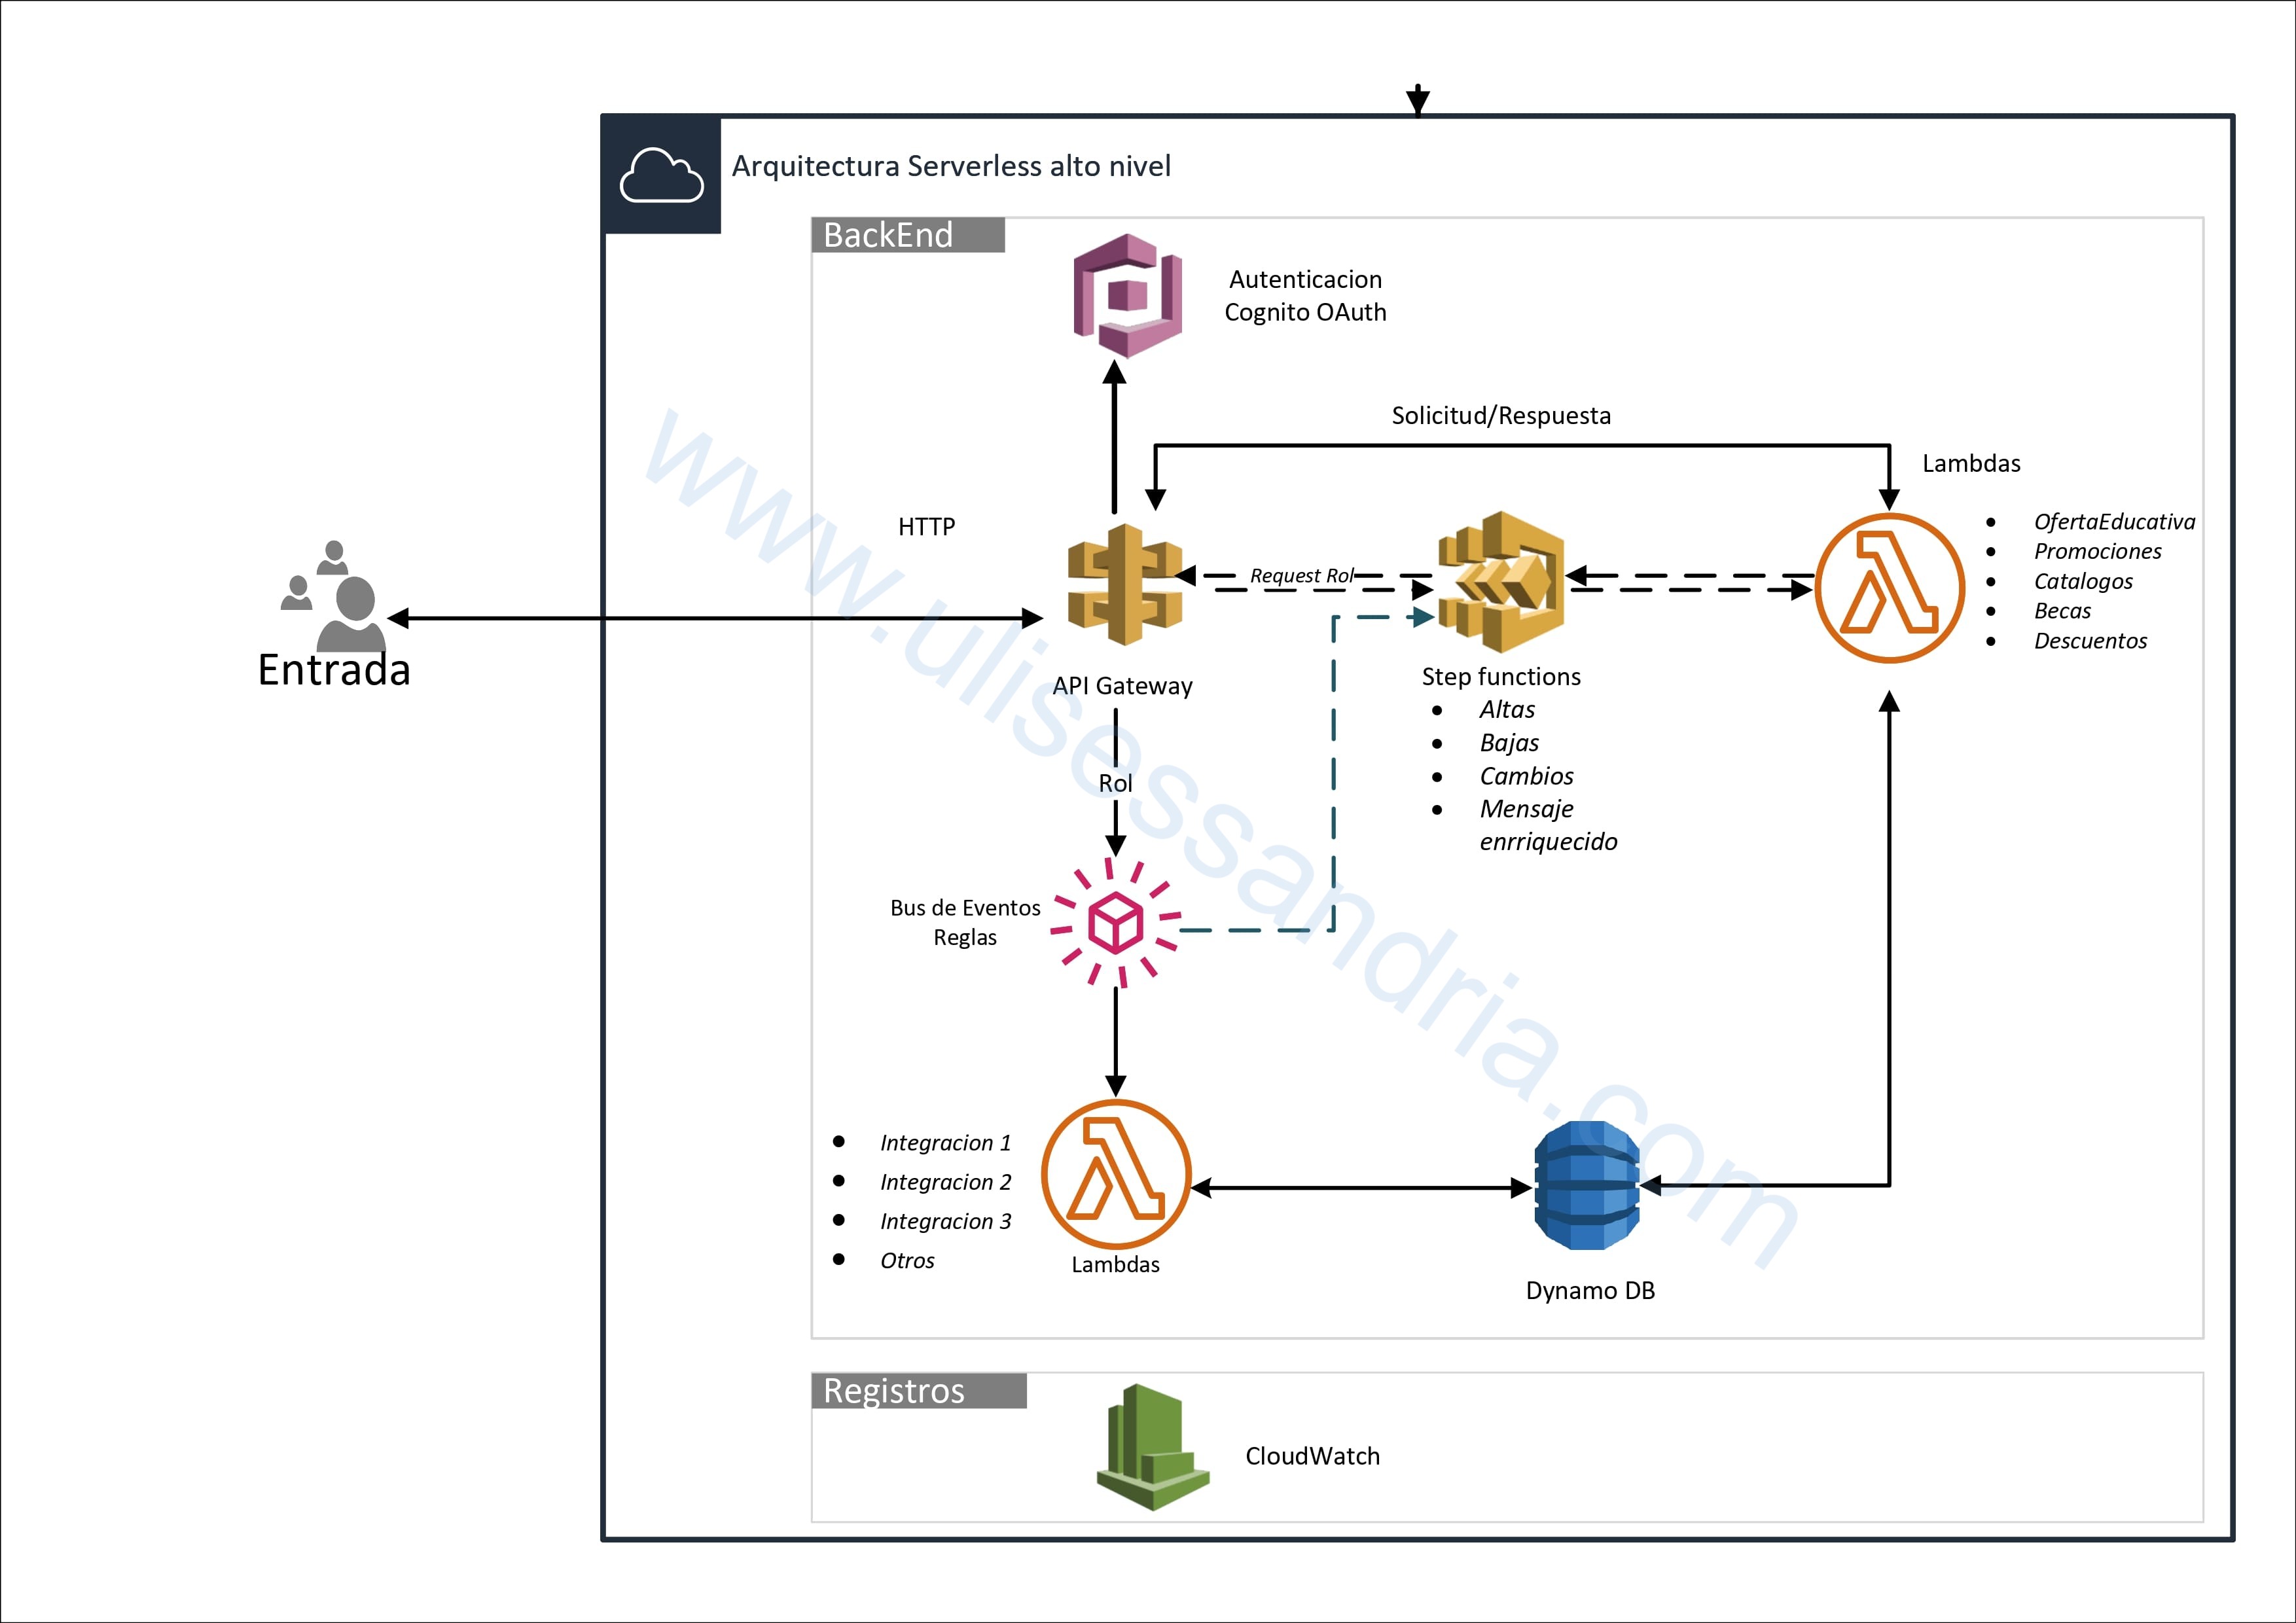 Arquitectura Serverless alto nivel
BackEnd
Autenticacion
Cognito OAuth
Solicitud/Respuesta
Lambdas
OfertaEducativa
Promociones
Catalogos
Becas
Descuentos
HTTP
Request Rol
Entrada
API Gateway
Step functions
Altas
Bajas
Cambios
Mensaje
enrriquecido
Rol
Bus de Eventos
Reglas
Integracion 1
Integracion 2
Integracion 3
Otros
Lambdas
Dynamo DB
Registros
CloudWatch
www.ulisessandria.com